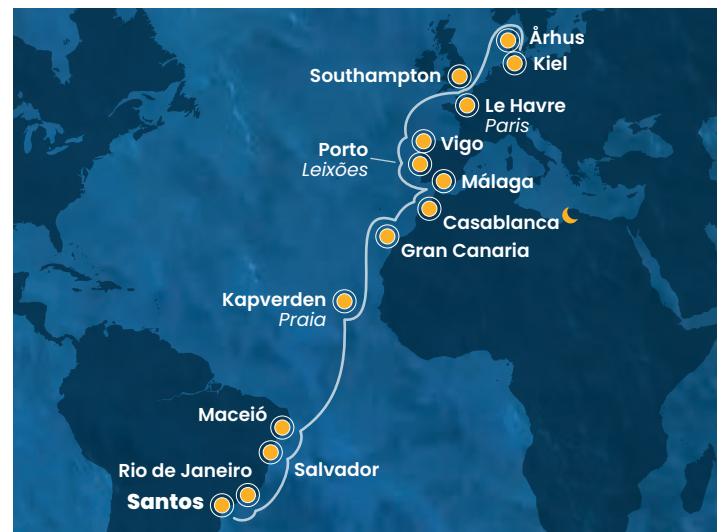 Århus
Kiel
Southampton
Le Havre
Paris
Vigo
Porto
Leixões
Málaga
Casablanca
Gran Canaria
Kapverden
Praia
Maceió
Rio de Janeiro
Salvador
Santos